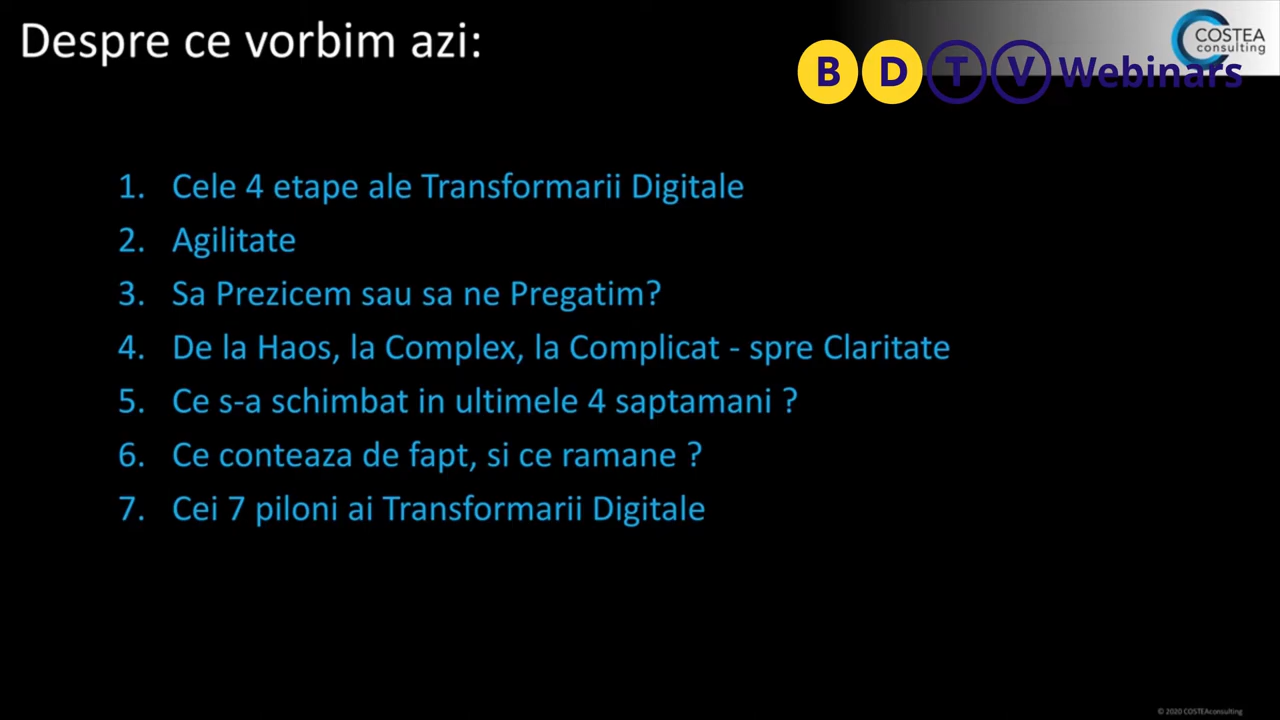 Despre ce vorbim azi:
COSTEA
consulting
B D T V Webinars
1. Cele 4 etape ale Transformarii Digitale
2. Agilitate
3. Sa Prezicem sau sa ne Pregatim?
4. De la Haos, la Complex, la Complicat - spre Claritate
5. Ce s-a schimbat in ultimele 4 saptamani ?
6. Ce conteaza de fapt, si ce ramane ?
7. Cei 7 piloni ai Transformarii Digitale
© 2020 COSTEAconsulting